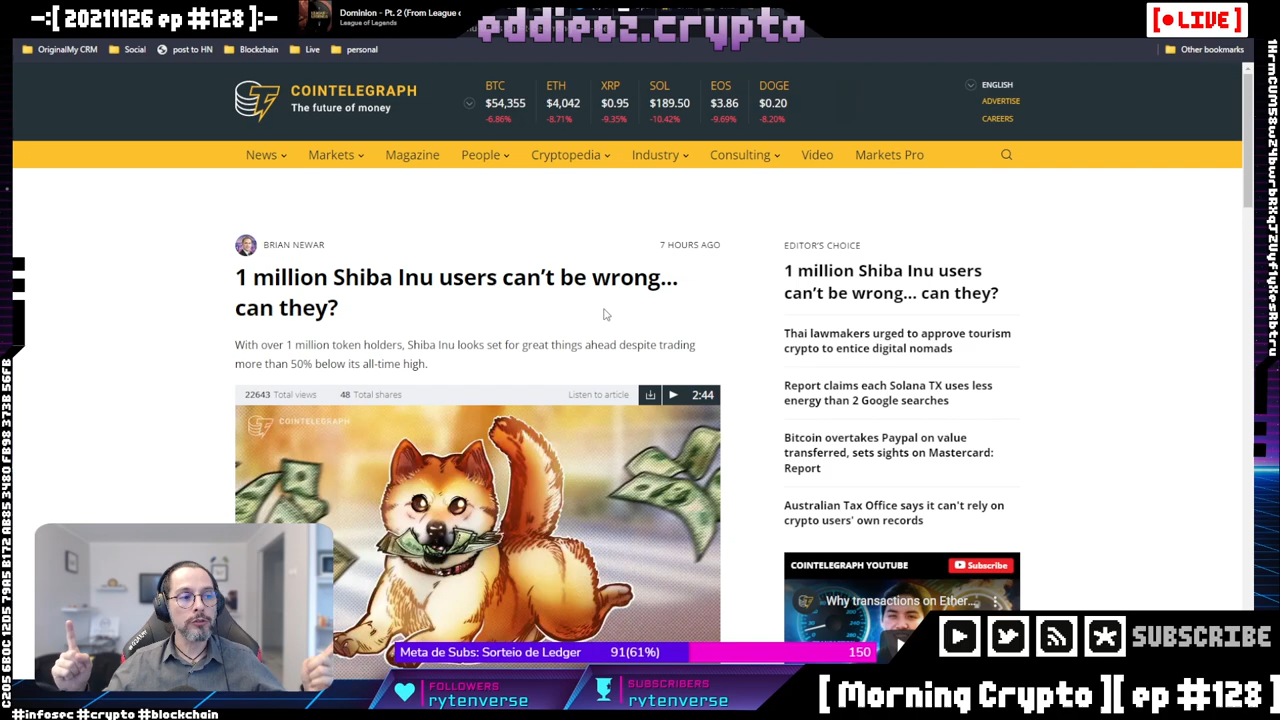 -:[ 20211126 ep #128 ]:-
Dominion - Pt. 2 (From League o
League of Legends
eddieoz.crypto
[ LIVE ]
OriginalMy CRM
Social
post to HN
Blockchain
Live
personal
Other bookmarks
COINTELEGRAPH
The future of money
BTC
$54,355
-6.86%
ETH
$4,042
-8.71%
XRP
$0.95
-9.35%
SOL
$189.50
-10.42%
EOS
$3.86
-9.69%
DOGE
$0.20
-8.20%
ENGLISH
ADVERTISE
CAREERS
News
Markets
Magazine
People
Cryptopedia
Industry
Consulting
Video
Markets Pro
BRIAN NEWAR
7 HOURS AGO
1 million Shiba Inu users can’t be wrong…
can they?
With over 1 million token holders, Shiba Inu looks set for great things ahead despite trading
more than 50% below its all-time high.
22643 Total views
48 Total shares
Listen to article
2:44
COINTELEGRAPH
EDITOR’S CHOICE
1 million Shiba Inu users
can’t be wrong… can they?
Thai lawmakers urged to approve tourism
crypto to entice digital nomads
Report claims each Solana TX uses less
energy than 2 Google searches
Bitcoin overtakes Paypal on value
transferred, sets sights on Mastercard:
Report
Australian Tax Office says it can't rely on
crypto users' own records
COINTELEGRAPH YOUTUBE
Subscribe
Why transactions on Ether...
Meta de Subs: Sorteio de Ledger
91(61%)
150
FOLLOWERS
rytenverse
SUBSCRIBERS
rytenverse
SUBSCRIBE
[ Morning Crypto ][ ep #128 ]
#infosec #crypto #blockchain